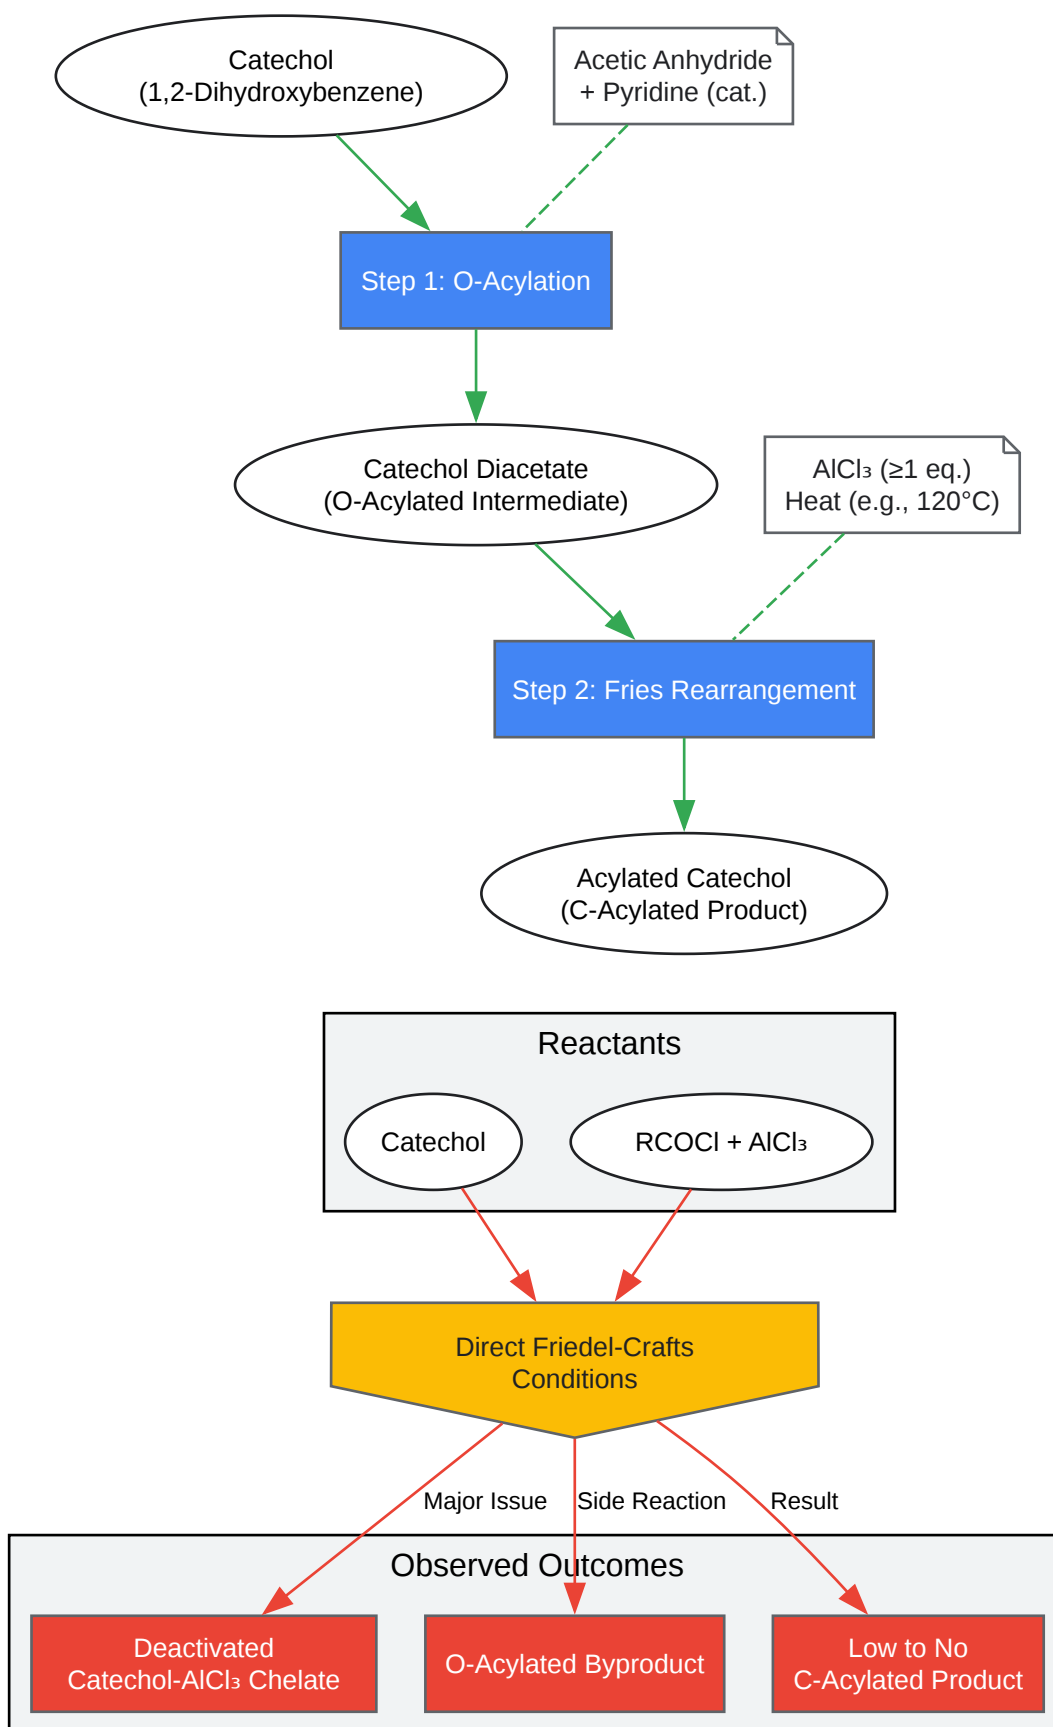 Catechol
(1,2-Dihydroxybenzene)
Acetic Anhydride
+ Pyridine (cat.)
Step 1: O-Acylation
Catechol Diacetate
(O-Acylated Intermediate)
AlCl₃ (≥1 eq.)
Heat (e.g., 120°C)
Step 2: Fries Rearrangement
Acylated Catechol
(C-Acylated Product)
Reactants
Catechol
RCOCl + AlCl₃
Direct Friedel-Crafts
Conditions
Major Issue
Side Reaction
Result
Observed Outcomes
Deactivated
Catechol-AlCl₃ Chelate
O-Acylated Byproduct
Low to No
C-Acylated Product